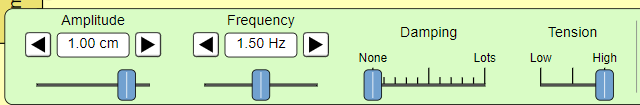 Amplitude
Frequency
1.00 cm
1.50 Hz
Damping
Tension
None
Lots
Low
High